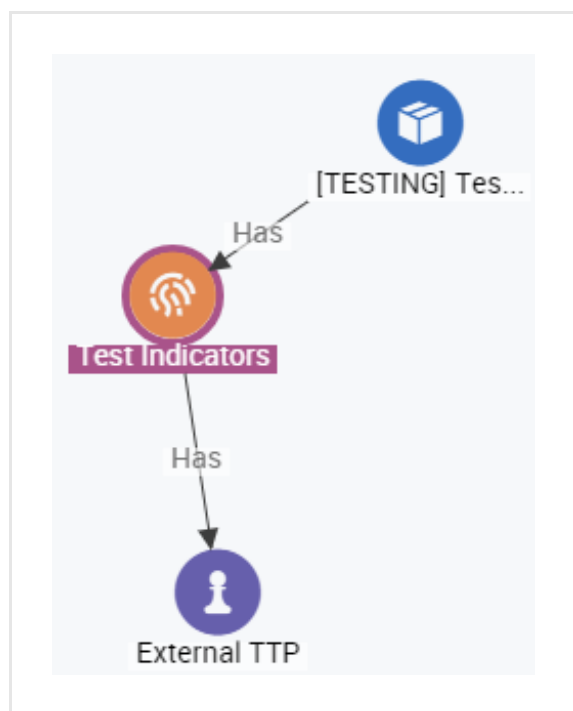 [TESTING] Tes...
Has
Test Indicators
Has
External TTP